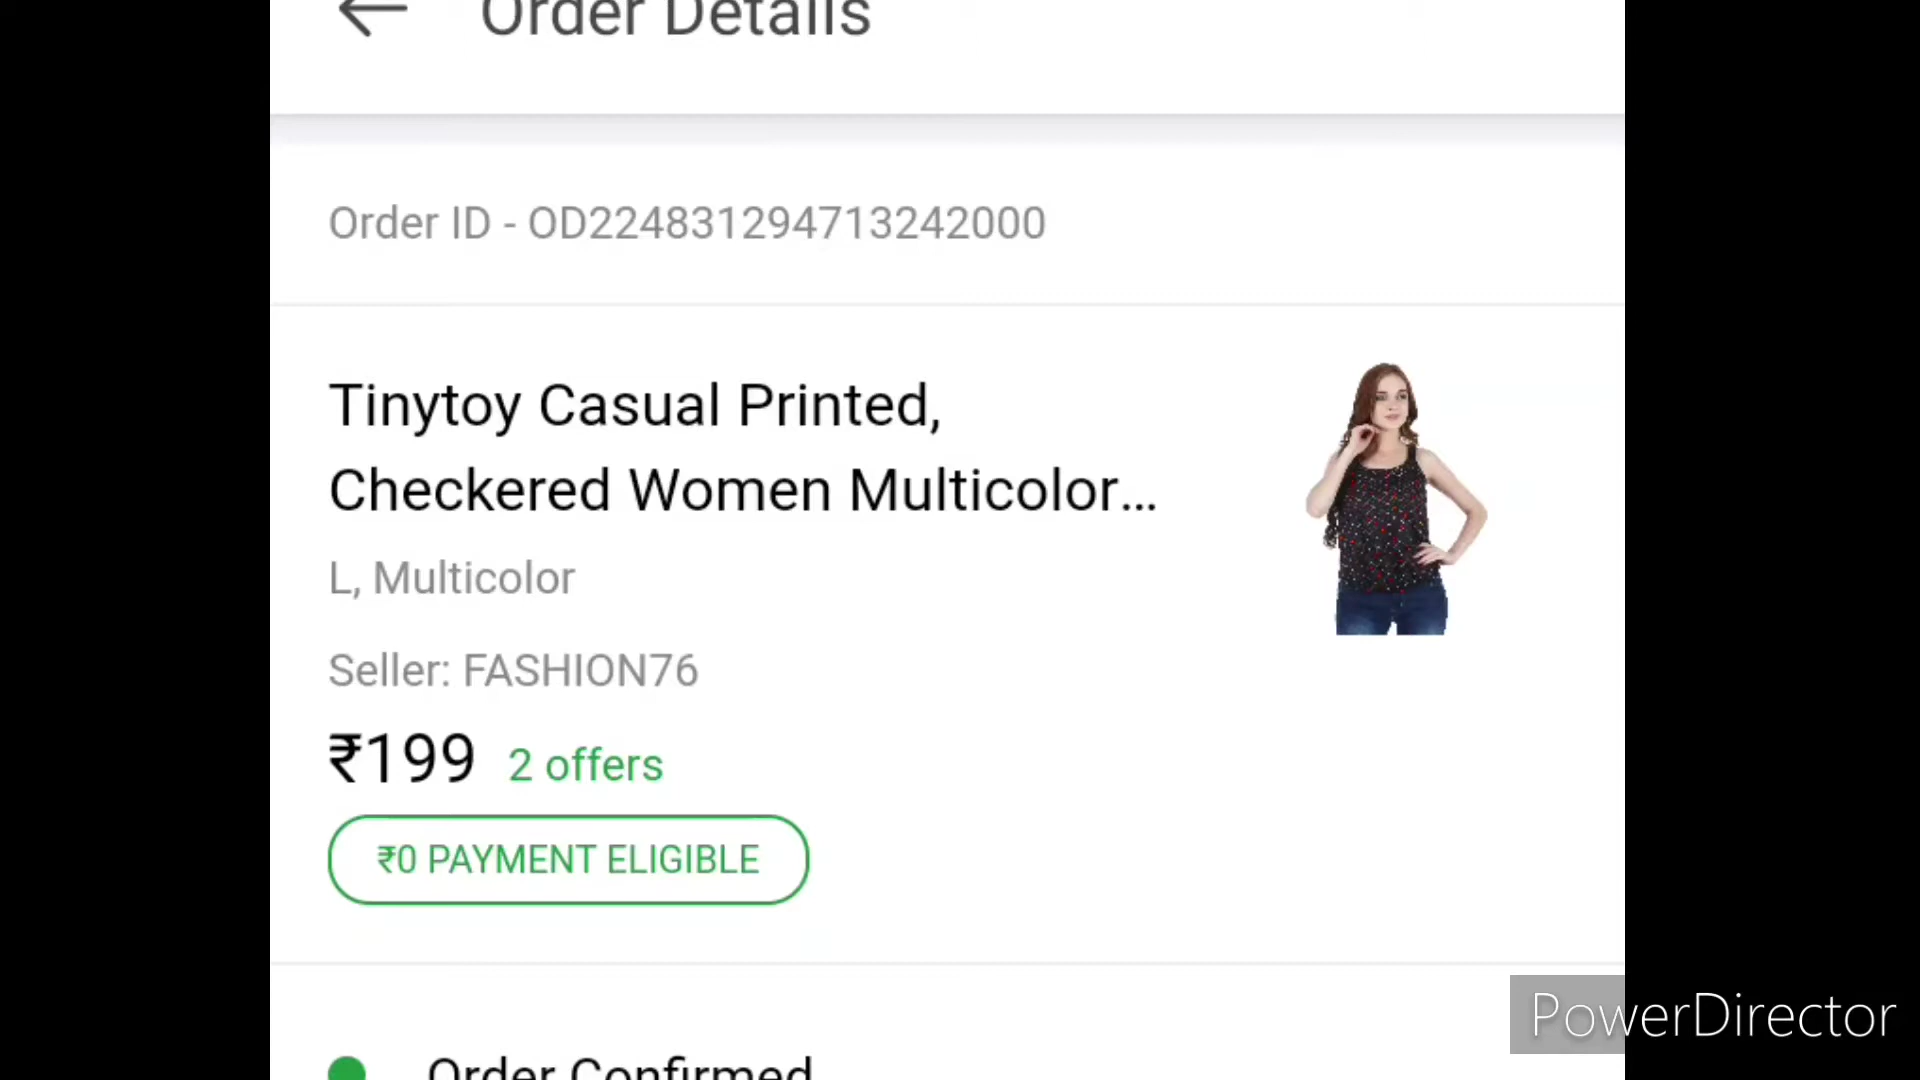 Order Details
Order ID - OD224831294713242000
Tinytoy Casual Printed,
Checkered Women Multicolor...
L, Multicolor
Seller: FASHION76
₹199 2 offers
₹0 PAYMENT ELIGIBLE
Order Confirmed
PowerDirector